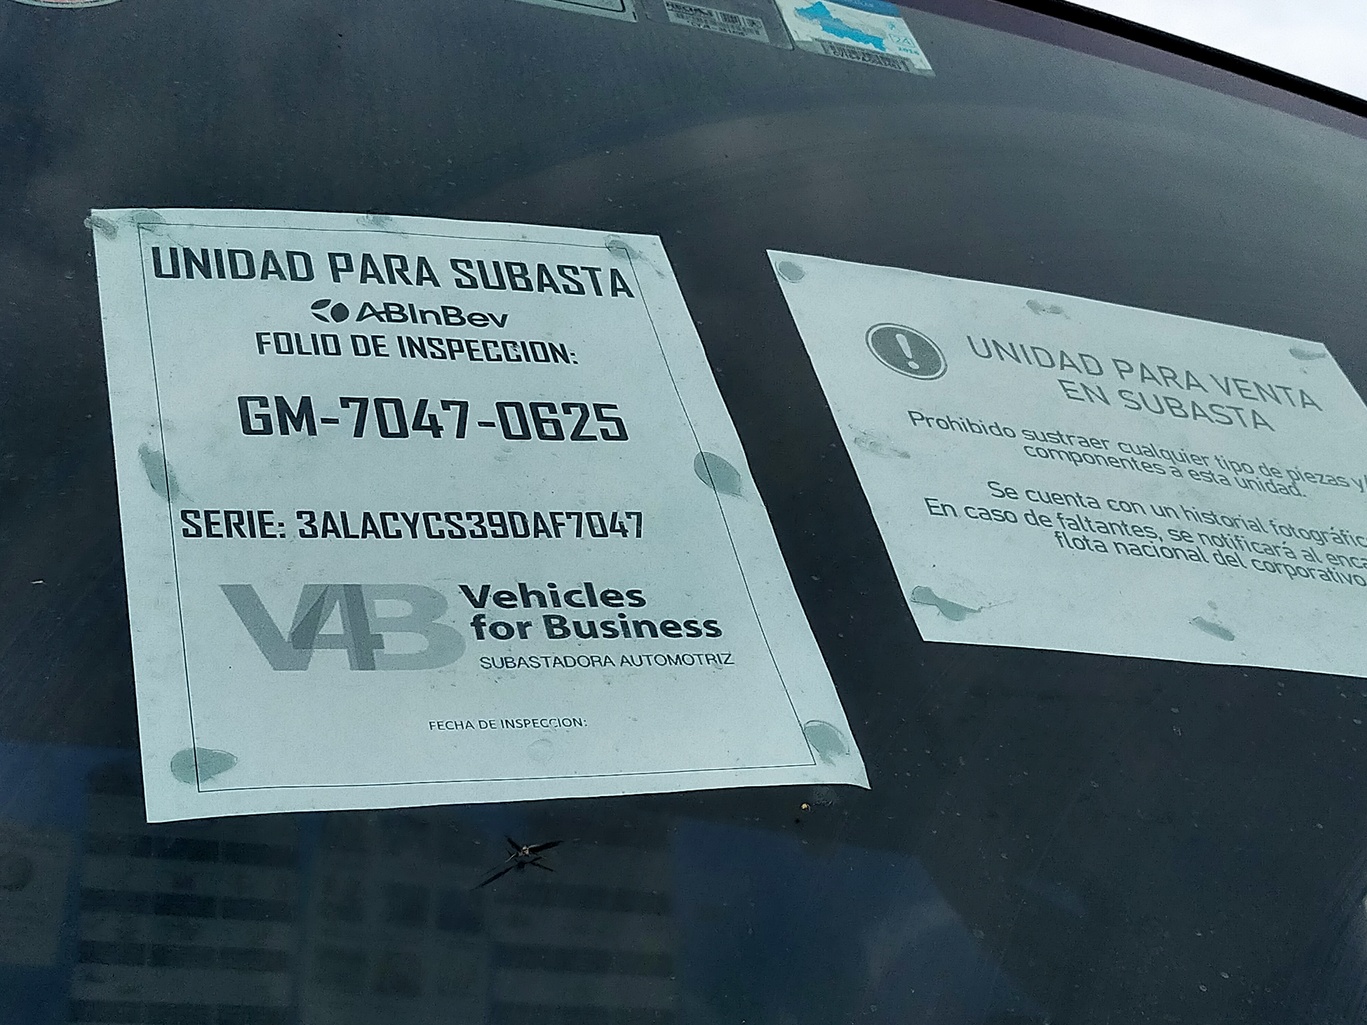 UNIDAD PARA SUBASTA
ABInBev
FOLIO DE INSPECCION:
GM-7047-0625
SERIE: 3ALACYCS39DAF7047
V4B
Vehicles
for Business
SUBASTADORA AUTOMOTRIZ
FECHA DE INSPECCION:
UNIDAD PARA VENTA
EN SUBASTA
Prohibido sustraer cualquier tipo de piezas y/
componentes a esta unidad.
Se cuenta con un historial fotográfic
En caso de faltantes, se notificará al enca
flota nacional del corporativo